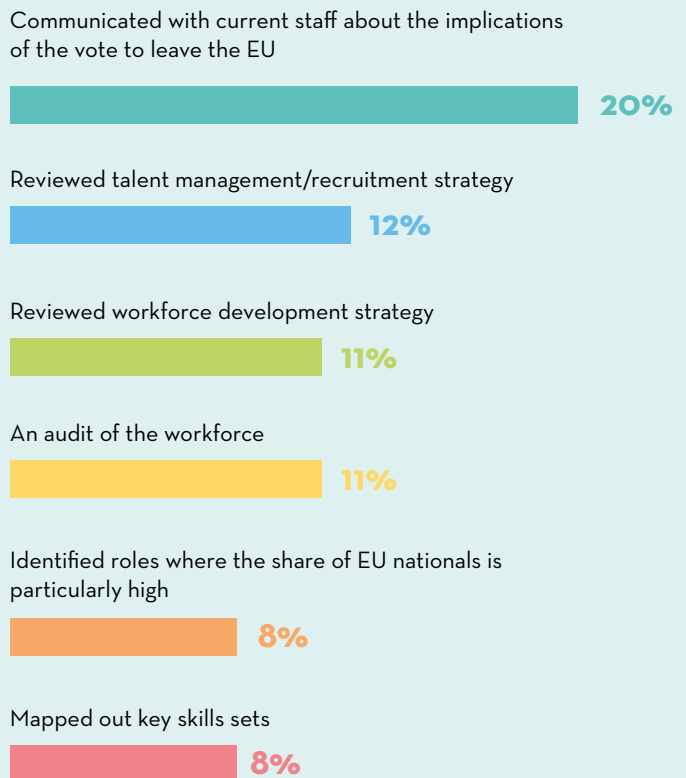 Communicated with current staff about the implications
of the vote to leave the EU
20%
Reviewed talent management/recruitment strategy
12%
Reviewed workforce development strategy
11%
An audit of the workforce
11%
Identified roles where the share of EU nationals is
particularly high
8%
Mapped out key skills sets
8%